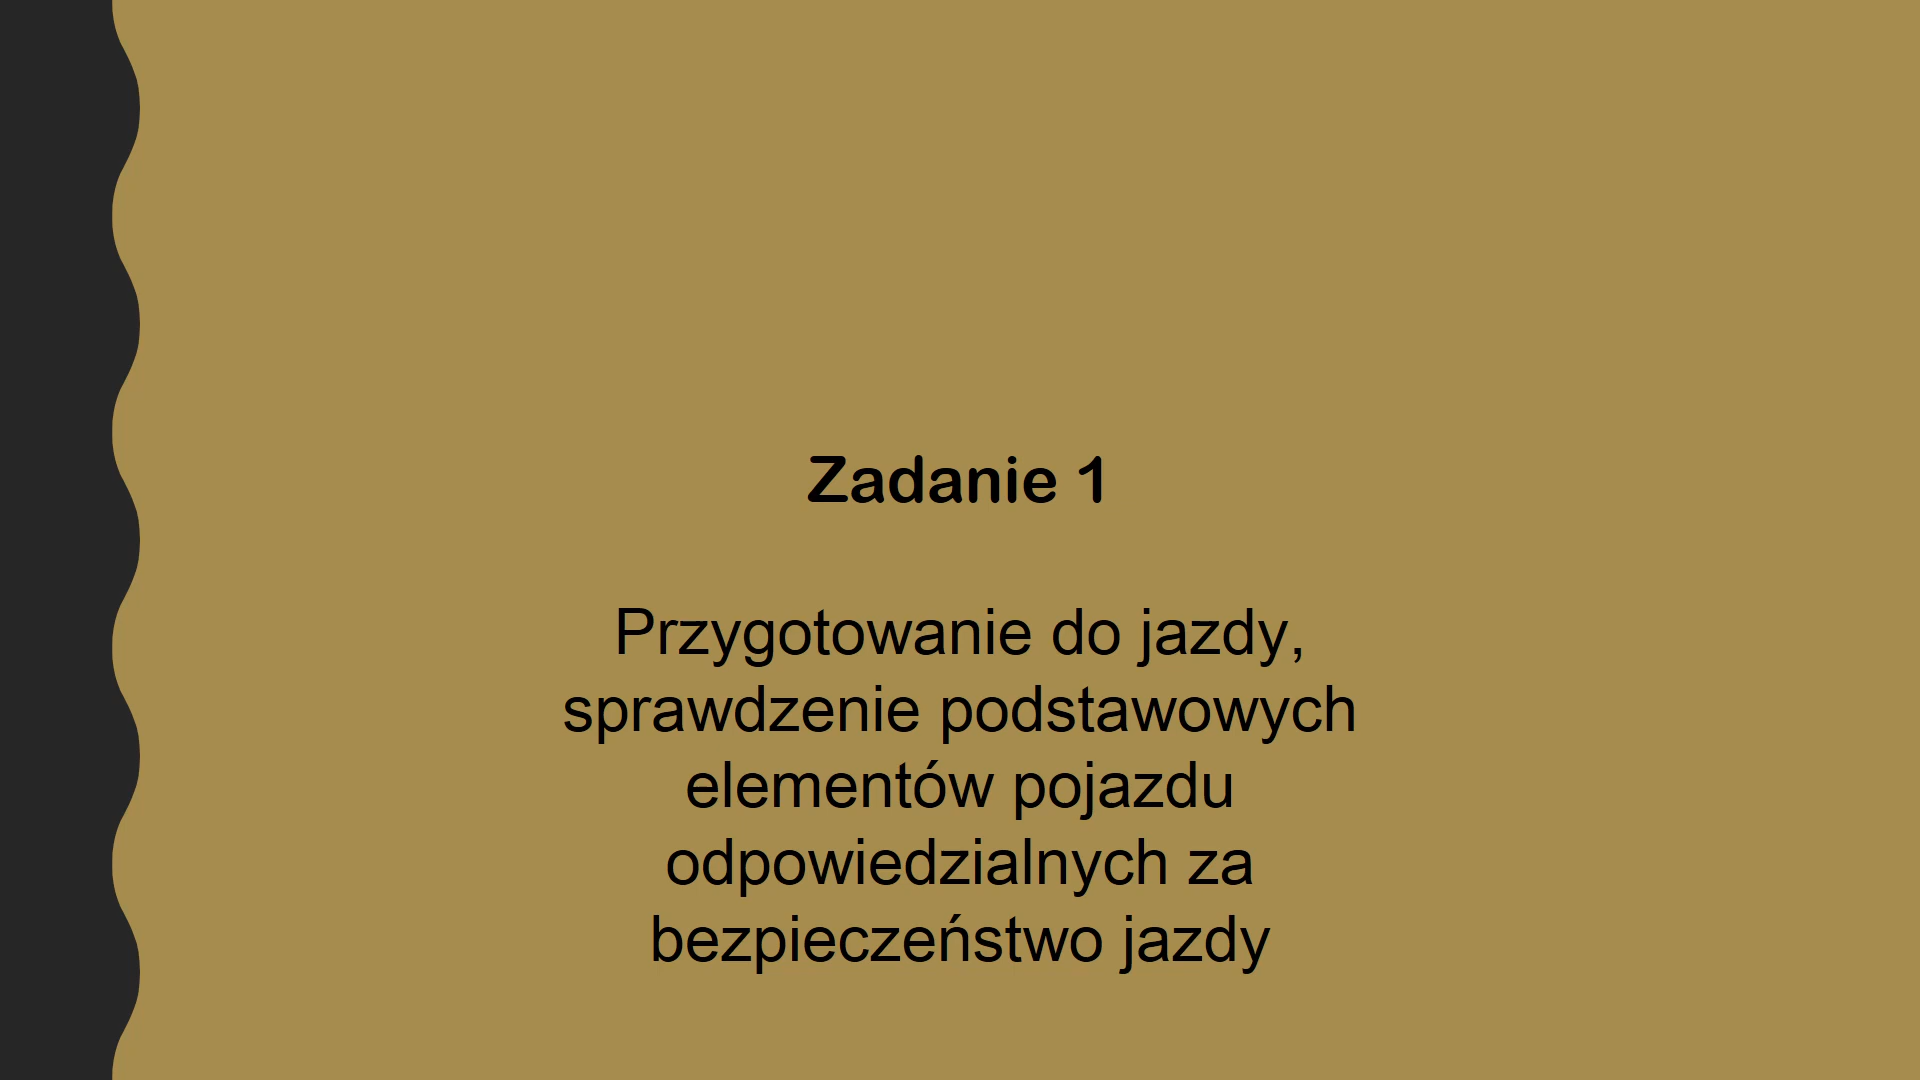 Zadanie 1
Przygotowanie do jazdy,
sprawdzenie podstawowych
elementów pojazdu
odpowiedzialnych za
bezpieczeństwo jazdy